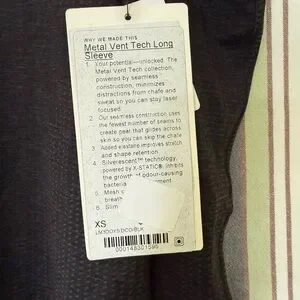 WHY WE MADE THIS
Metal Vent Tech Long
Sleeve
1. Your potential—unlocked. The
Metal Vent Tech collection,
powered by seamless
construction, minimizes
distractions from chafe and
sweat so you can stay laser
focused.
2. Our seamless construction uses
the fewest number of seams to
create gear that glides across
skin so you can skip the chafe
3. Added elastane improves stretch
and shape retention
4. Silverescent™ technology,
powered by X-STATIC®, inhibits
the growth of odour-causing
bacteria
5. Mesh
6. Slim
XS